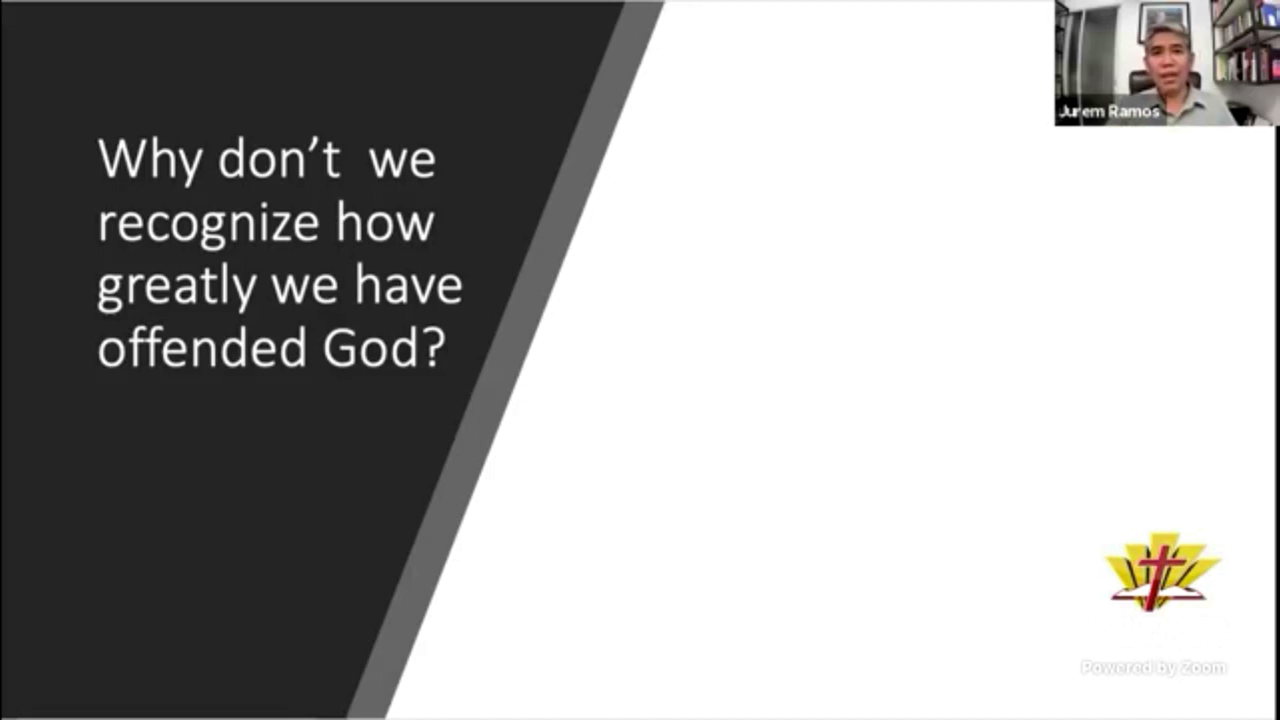 Why don’t  we
recognize how
greatly we have
offended God?
Jurem Ramos
Powered by Zoom